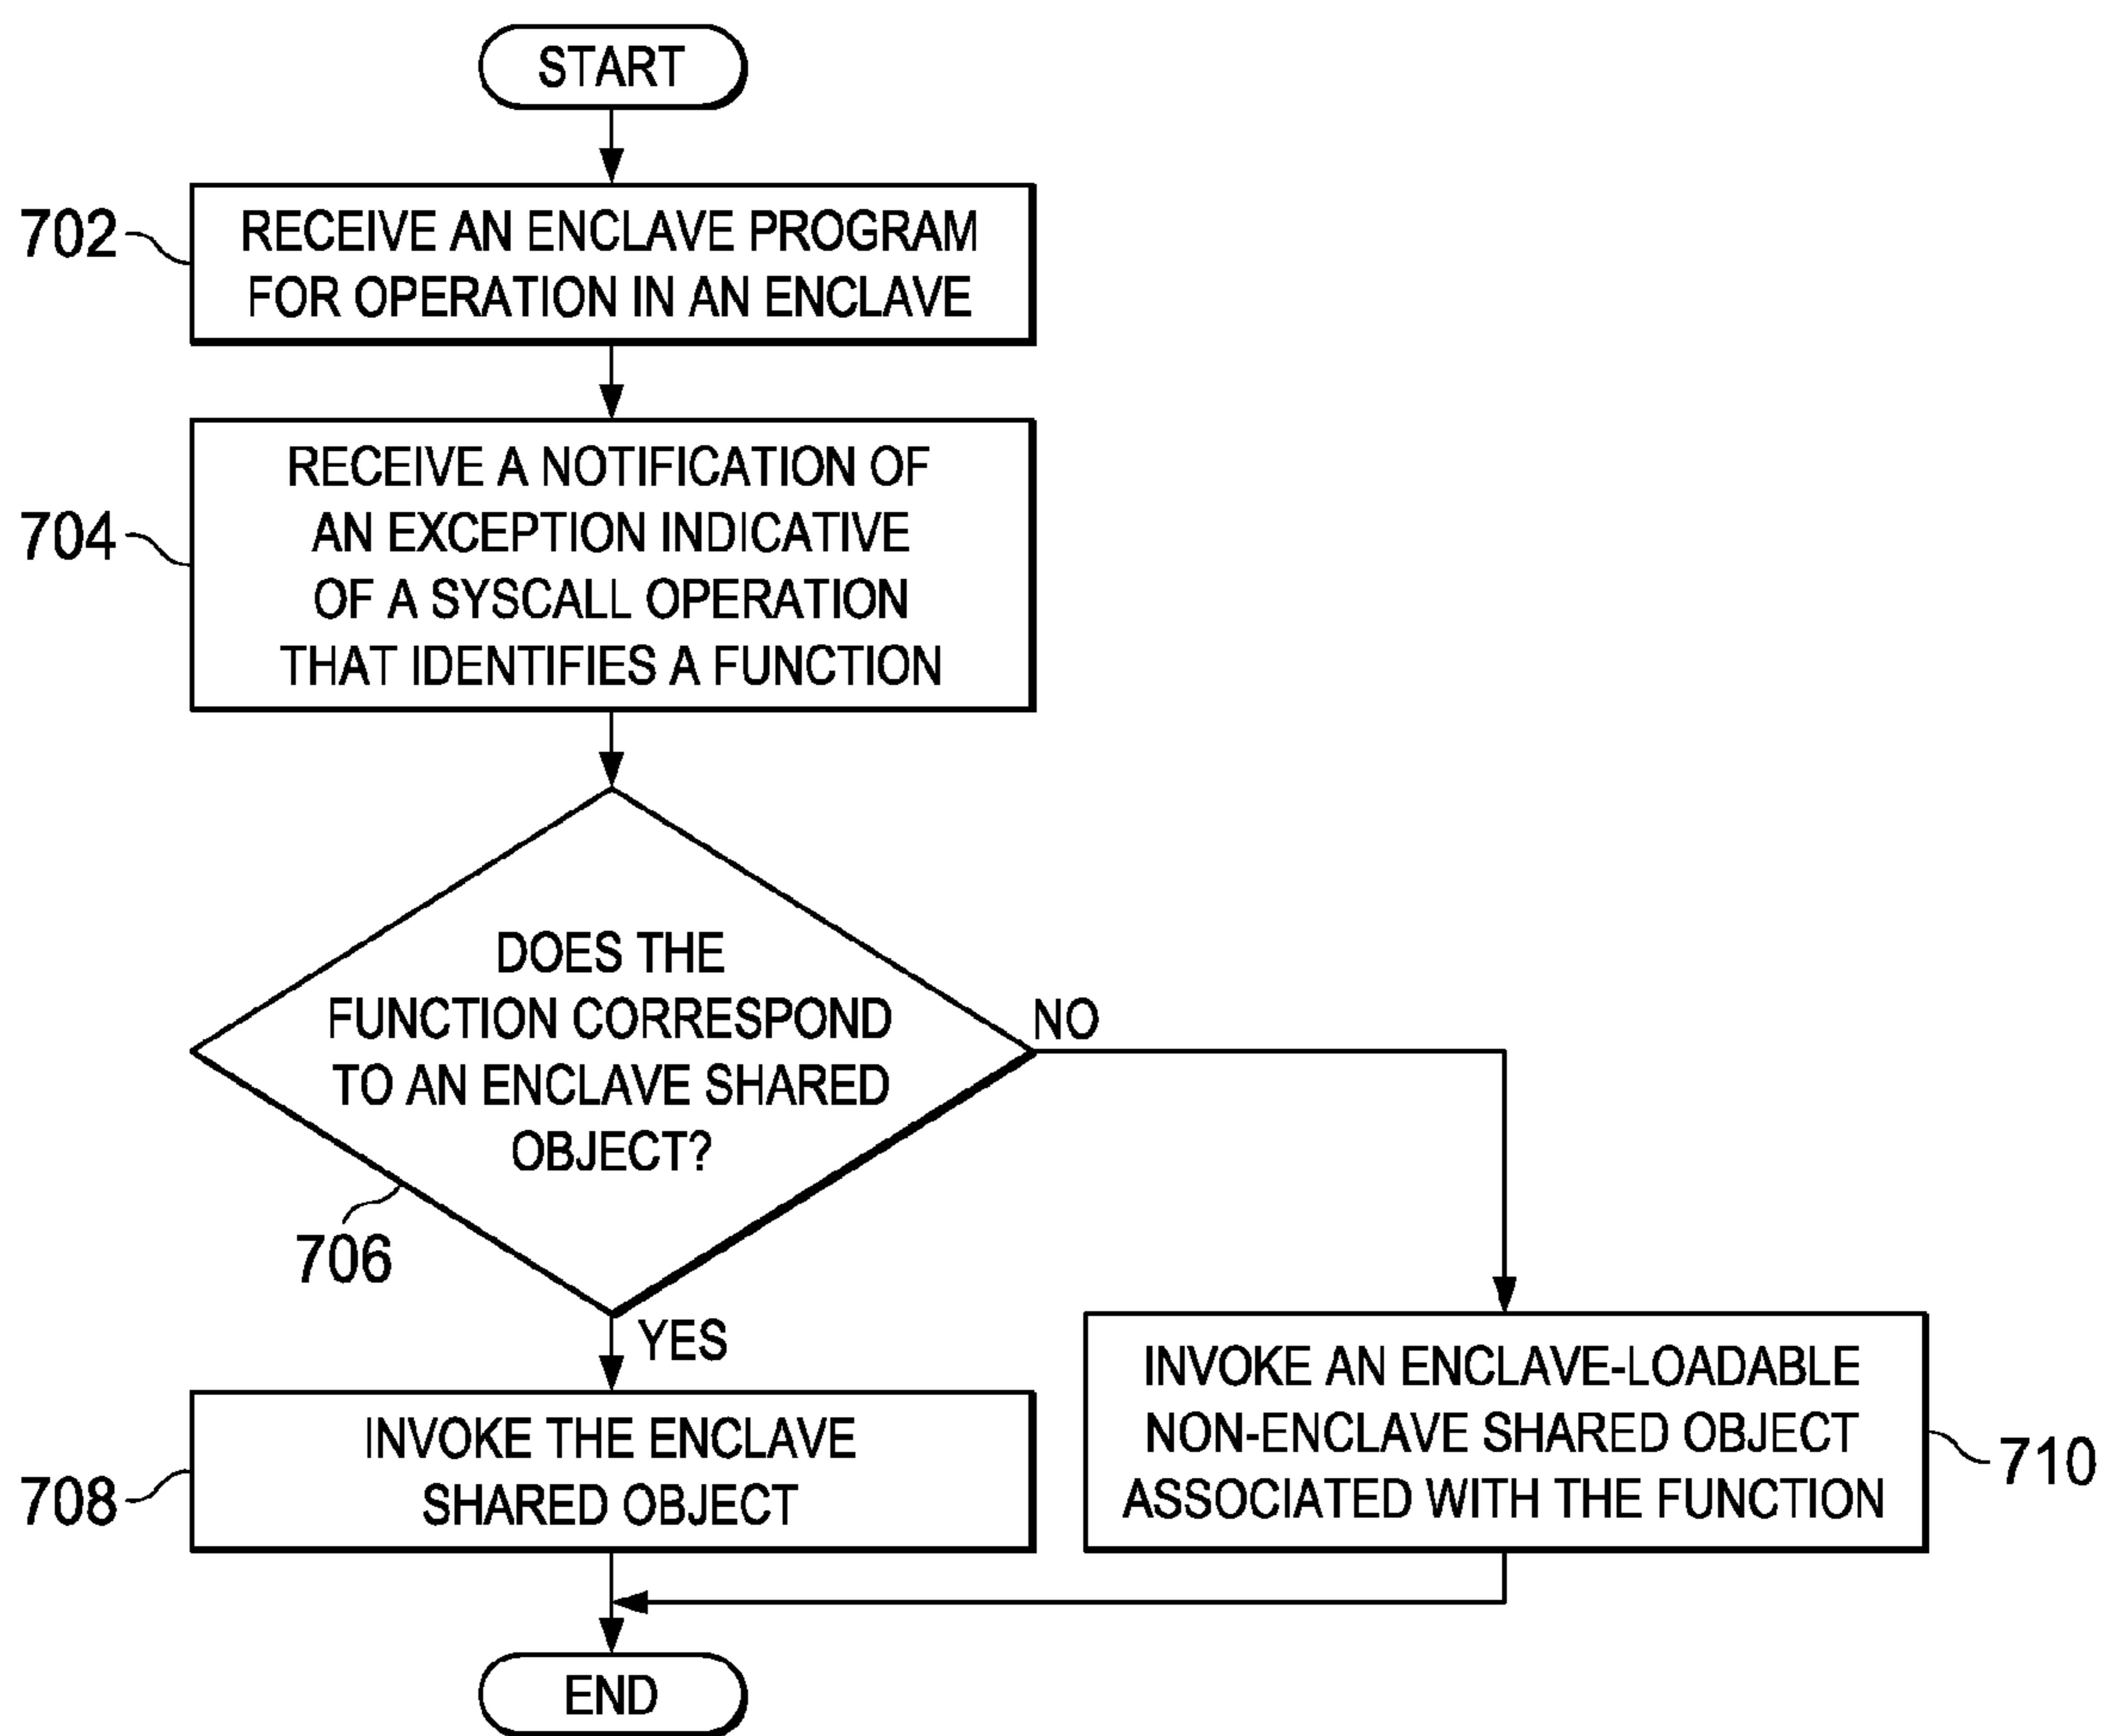 START
702
RECEIVE AN ENCLAVE PROGRAM
FOR OPERATION IN AN ENCLAVE
704
RECEIVE A NOTIFICATION OF
AN EXCEPTION INDICATIVE
OF A SYSCALL OPERATION
THAT IDENTIFIES A FUNCTION
DOES THE
FUNCTION CORRESPOND
TO AN ENCLAVE SHARED
OBJECT?
NO
706
YES
708
INVOKE THE ENCLAVE
SHARED OBJECT
INVOKE AN ENCLAVE-LOADABLE
NON-ENCLAVE SHARED OBJECT
ASSOCIATED WITH THE FUNCTION
710
END